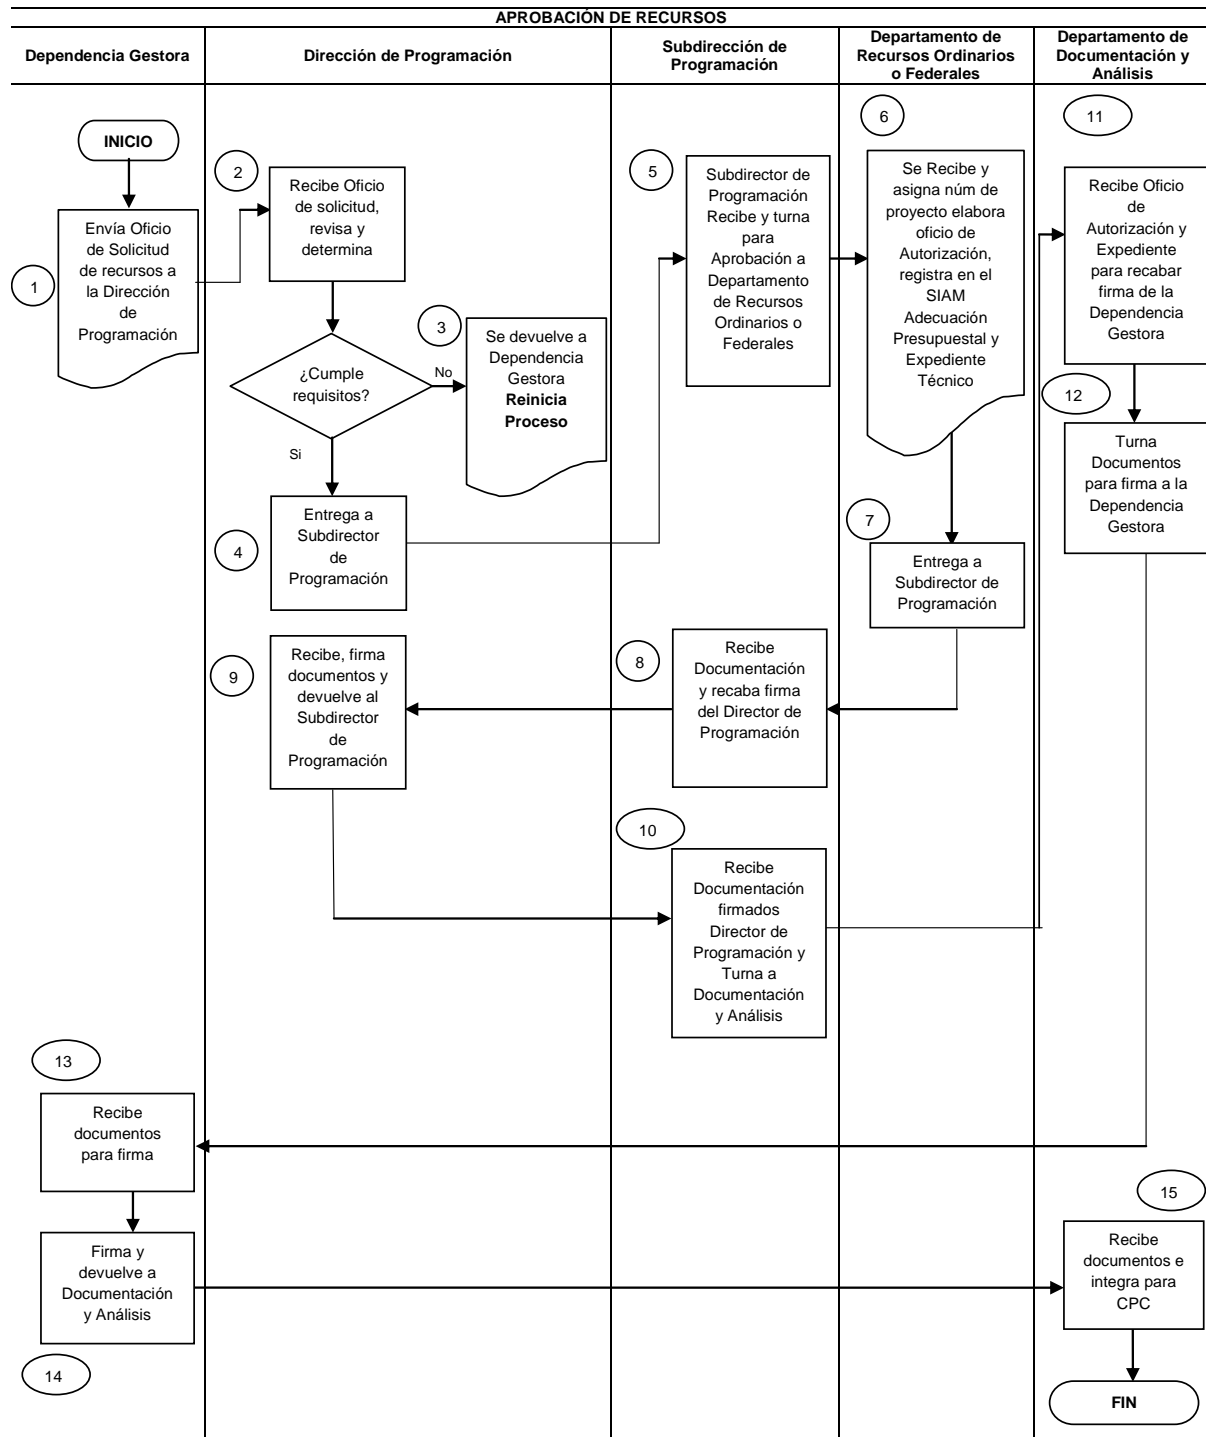 APROBACIÓN DE RECURSOS
Dependencia Gestora
Dirección de Programación
Subdirección de
Programación
Departamento de
Recursos Ordinarios
o Federales
Departamento de
Documentación y
Análisis
INICIO
1
Envía Oficio
de Solicitud
de recursos a
la Dirección
de
Programación
2
Recibe Oficio
de solicitud,
revisa y
determina
¿Cumple
requisitos?
No
3
Se devuelve a
Dependencia
Gestora
Reinicia
Proceso
Si
4
Entrega a
Subdirector
de
Programación
5
Subdirector de
Programación
Recibe y turna
para
Aprobación a
Departamento
de Recursos
Ordinarios o
Federales
6
Se Recibe y
asigna núm de
proyecto elabora
oficio de
Autorización,
registra en el
SIAM
Adecuación
Presupuestal y
Expediente
Técnico
7
Entrega a
Subdirector de
Programación
8
Recibe
Documentación
y recaba firma
del Director de
Programación
9
Recibe, firma
documentos y
devuelve al
Subdirector
de
Programación
10
Recibe
Documentación
firmados
Director de
Programación y
Turna a
Documentación
y Análisis
11
Recibe Oficio
de
Autorización y
Expediente
para recabar
firma de la
Dependencia
Gestora
12
Turna
Documentos
para firma a la
Dependencia
Gestora
13
Recibe
documentos
para firma
Firma y
devuelve a
Documentación
y Análisis
14
15
Recibe
documentos e
integra para
CPC
FIN